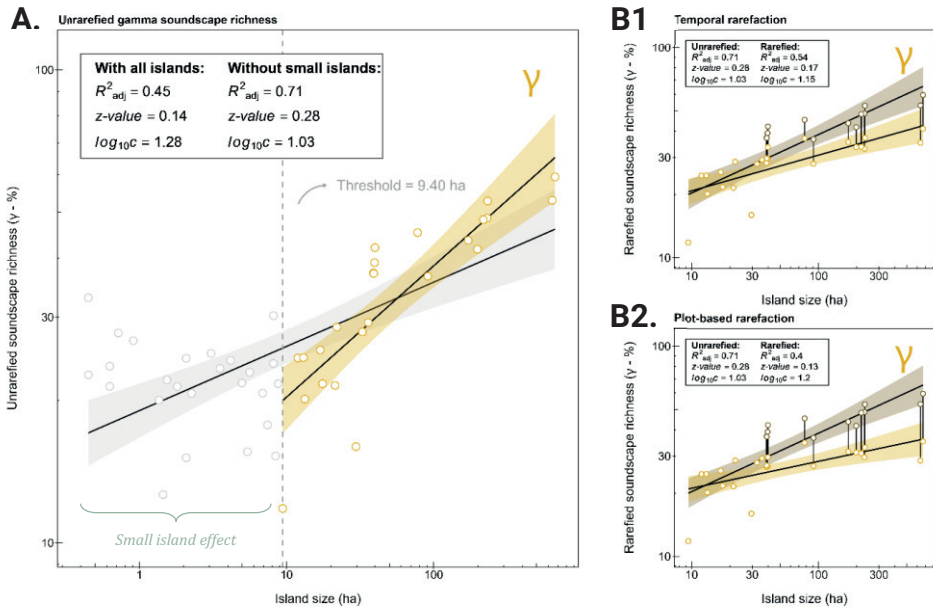 A.
Unrarefied gamma soundscape richness
With all islands: Without small islands:
R²adj = 0.45 R²adj = 0.71
z-value = 0.14 z-value = 0.28
log10c = 1.28 log10c = 1.03
γ
Threshold = 9.40 ha
Small island effect
Unrarefied soundscape richness (γ - %)
100
30
10
1 10 100
Island size (ha)
B1
Temporal rarefaction
Unrarefied: Rarefied:
R²adj = 0.71 R²adj = 0.54
z-value = 0.28 z-value = 0.17
log10c = 1.03 log10c = 1.15
γ
Rarefied soundscape richness (γ - %)
100
30
10
10 30 100 300
Island size (ha)
B2.
Plot-based rarefaction
Unrarefied: Rarefied:
R²adj = 0.71 R²adj = 0.4
z-value = 0.28 z-value = 0.13
log10c = 1.03 log10c = 1.2
γ
Rarefied soundscape richness (γ - %)
100
30
10
10 30 100 300
Island size (ha)